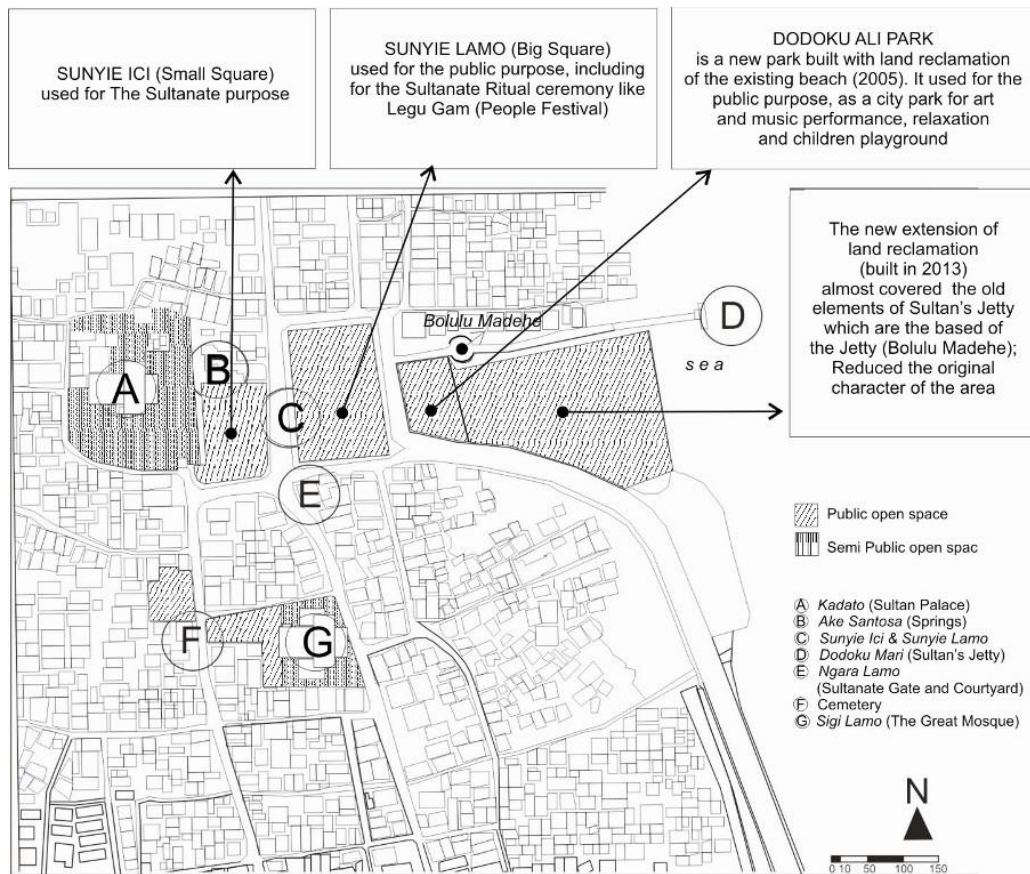 SUNYIE ICI (Small Square)
used for The Sultanate purpose
SUNYIE LAMO (Big Square)
used for the public purpose, including
for the Sultanate Ritual ceremony like
Legu Gam (People Festival)
DODOKU ALI PARK
is a new park built with land reclamation
of the existing beach (2005). It used for the
public purpose, as a city park for art
and music performance, relaxation
and children playground
The new extension of
land reclamation
(built in 2013)
almost covered the old
elements of Sultan's Jetty
which are the based of
the Jetty (Bolulu Madehe);
Reduced the original
character of the area
Bolulu Madehe
D
sea
A
B
C
E
F
G
Public open space
Semi Public open spac
A Kadato (Sultan Palace)
B Ake Santosa (Springs)
C Sunyie Ici & Sunyie Lamo
D Dodoku Mari (Sultan's Jetty)
E Ngara Lamo
(Sultanate Gate and Courtyard)
F Cemetery
G Sigi Lamo (The Great Mosque)
N
0 10 50 100 150